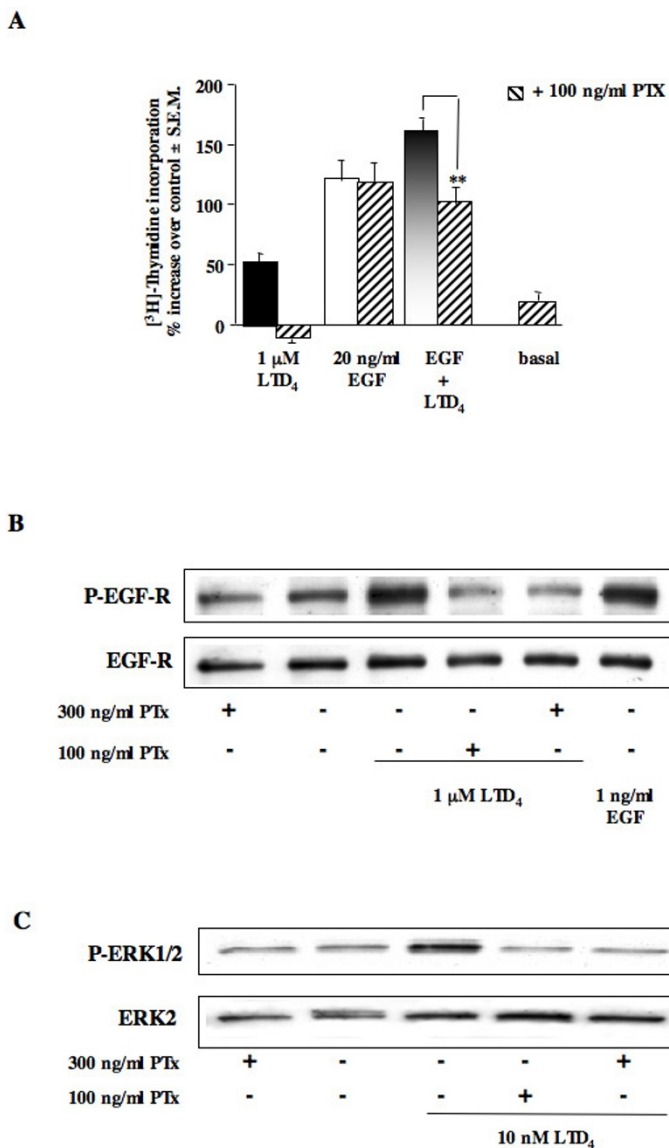 A
[³H]-Thymidine incorporation
% increase over control ± S.E.M.
200
150
100
50
0
+ 100 ng/ml PTX
**
1 µM
LTD₄
20 ng/ml
EGF
EGF
+
LTD₄
basal
B
P-EGF-R
EGF-R
300 ng/ml PTx + - - - + -
100 ng/ml PTx - - - + - -
1 µM LTD₄
1 ng/ml
EGF
C
P-ERK1/2
ERK2
300 ng/ml PTx + - - - +
100 ng/ml PTx - - - + -
10 nM LTD₄